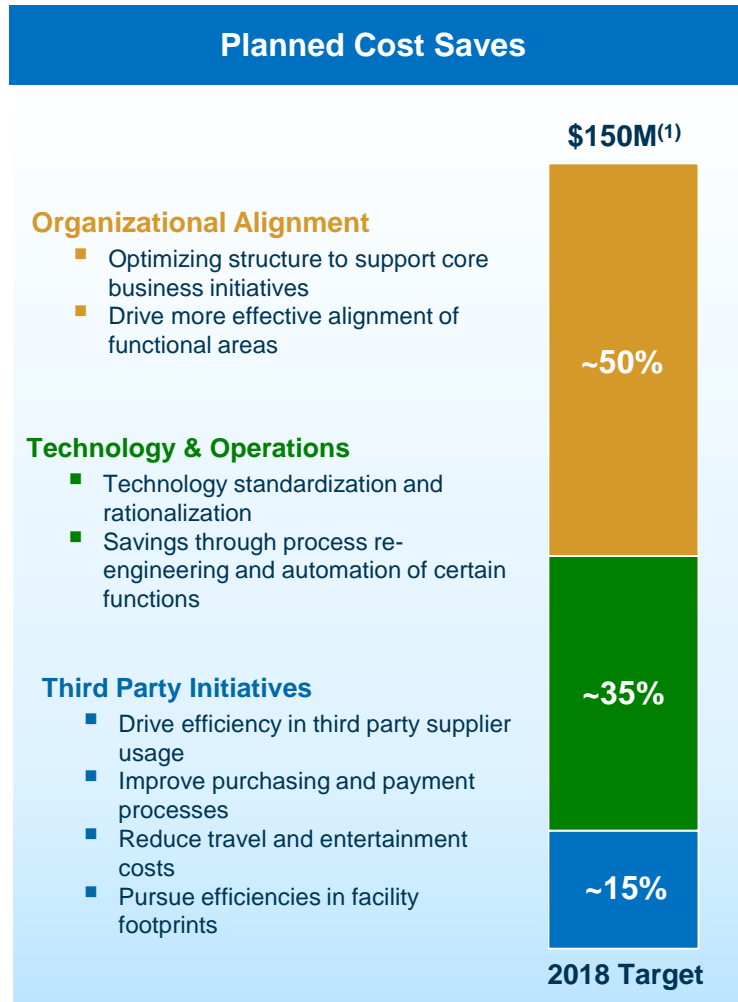 Planned Cost Saves
$150M(1)
Organizational Alignment
▪ Optimizing structure to support core
business initiatives
▪ Drive more effective alignment of
functional areas
~50%
Technology & Operations
▪ Technology standardization and
rationalization
▪ Savings through process re-
engineering and automation of certain
functions
~35%
Third Party Initiatives
▪ Drive efficiency in third party supplier
usage
▪ Improve purchasing and payment
processes
▪ Reduce travel and entertainment
costs
▪ Pursue efficiencies in facility
footprints
~15%
2018 Target